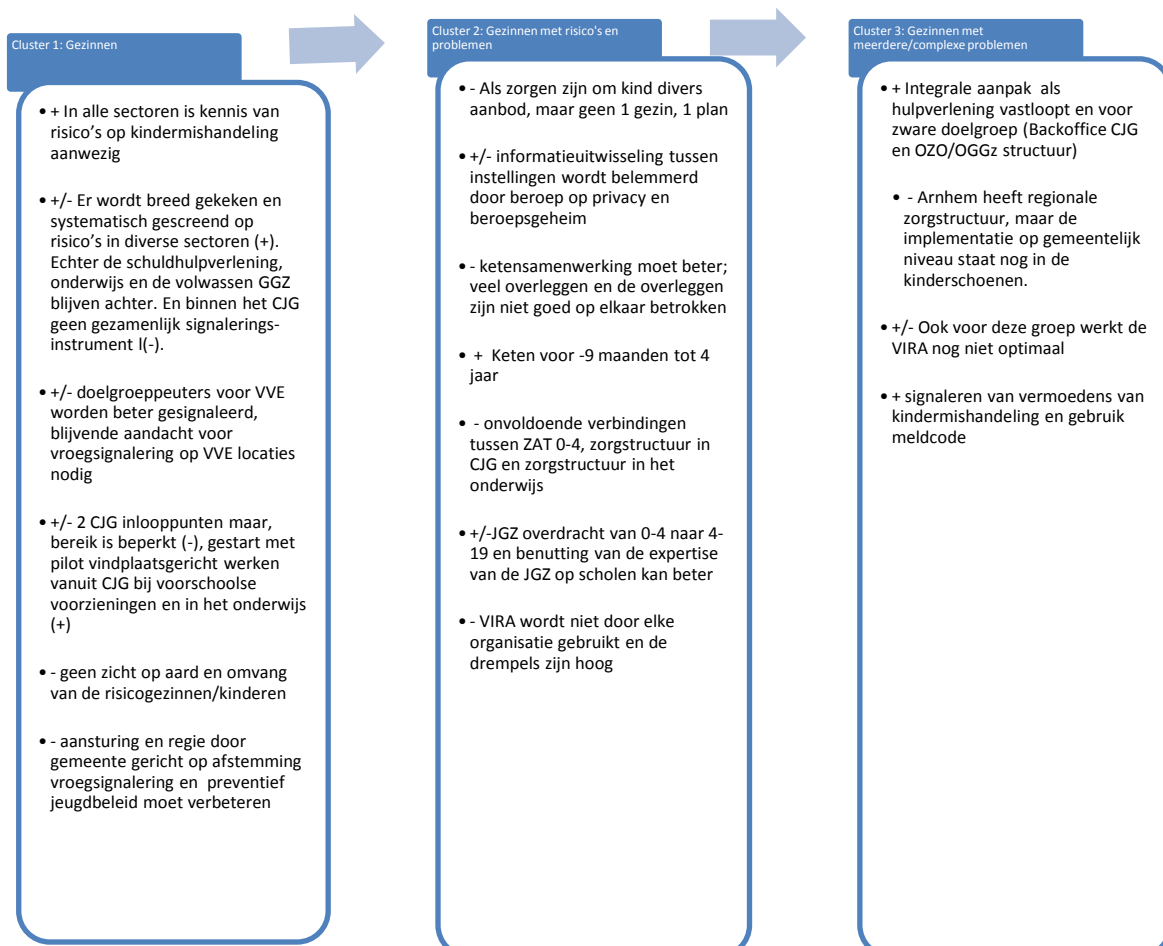 Cluster 1: Gezinnen
• + In alle sectoren is kennis van
risico's op kindermishandeling
aanwezig
• +/- Er wordt breed gekeken en
systematisch gescreend op
risico's in diverse sectoren (+).
Echter de schuldhulpverlening,
onderwijs en de volwassen GGZ
blijven achter. En binnen het CJG
geen gezamenlijk signalerings-
instrument l(-).
• +/- doelgroeppeuters voor VVE
worden beter gesignaleerd,
blijvende aandacht voor
vroegsignalering op VVE locaties
nodig
• +/- 2 CJG inlooppunten maar,
bereik is beperkt (-), gestart met
pilot vindplaatsgericht werken
vanuit CJG bij voorschoolse
voorzieningen en in het onderwijs
(+)
• - geen zicht op aard en omvang
van de risicogezinnen/kinderen
• - aansturing en regie door
gemeente gericht op afstemming
vroegsignalering en preventief
jeugdbeleid moet verbeteren
Cluster 2: Gezinnen met risico's en
problemen
• - Als zorgen zijn om kind divers
aanbod, maar geen 1 gezin, 1 plan
• +/- informatieuitwisseling tussen
instellingen wordt belemmerd
door beroep op privacy en
beroepsgeheim
• - ketensamenwerking moet beter;
veel overleggen en de overleggen
zijn niet goed op elkaar betrokken
• + Keten voor -9 maanden tot 4
jaar
• - onvoldoende verbindingen
tussen ZAT 0-4, zorgstructuur in
CJG en zorgstructuur in het
onderwijs
• +/-JGZ overdracht van 0-4 naar 4-
19 en benutting van de expertise
van de JGZ op scholen kan beter
• - VIRA wordt niet door elke
organisatie gebruikt en de
drempels zijn hoog
Cluster 3: Gezinnen met
meerdere/complexe problemen
• + Integrale aanpak als
hulpverlening vastloopt en voor
zware doelgroep (Backoffice CJG
en OZO/OGGz structuur)
• - Arnhem heeft regionale
zorgstructuur, maar de
implementatie op gemeentelijk
niveau staat nog in de
kinderschoenen.
• +/- Ook voor deze groep werkt de
VIRA nog niet optimaal
• + signaleren van vermoedens van
kindermishandeling en gebruik
meldcode